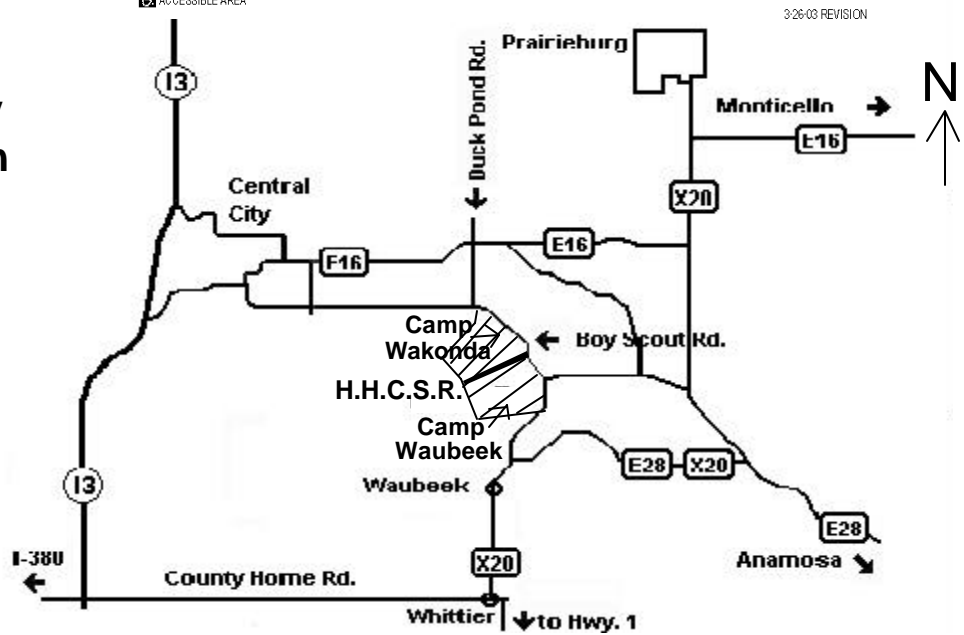 ACCESSIBLE AREA
3-26-03 REVISION
Prairieburg
Duck Pond Rd.
13
N
Monticello
E16
X20
Central
City
E16
E16
Camp
Wakonda
Boy Scout Rd.
H.H.C.S.R.
Camp
Waubeek
E28
X20
13
Waubeek
E28
I-380
X20
Anamosa
County Home Rd.
Whittier
to Hwy. 1